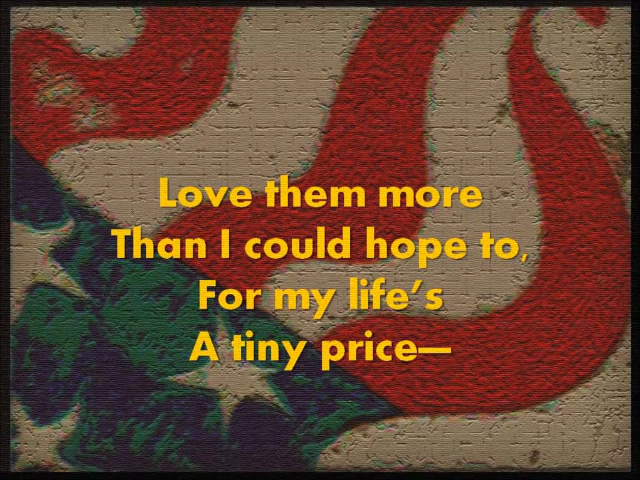 Love them more
Than I could hope to,
For my life’s
A tiny price—